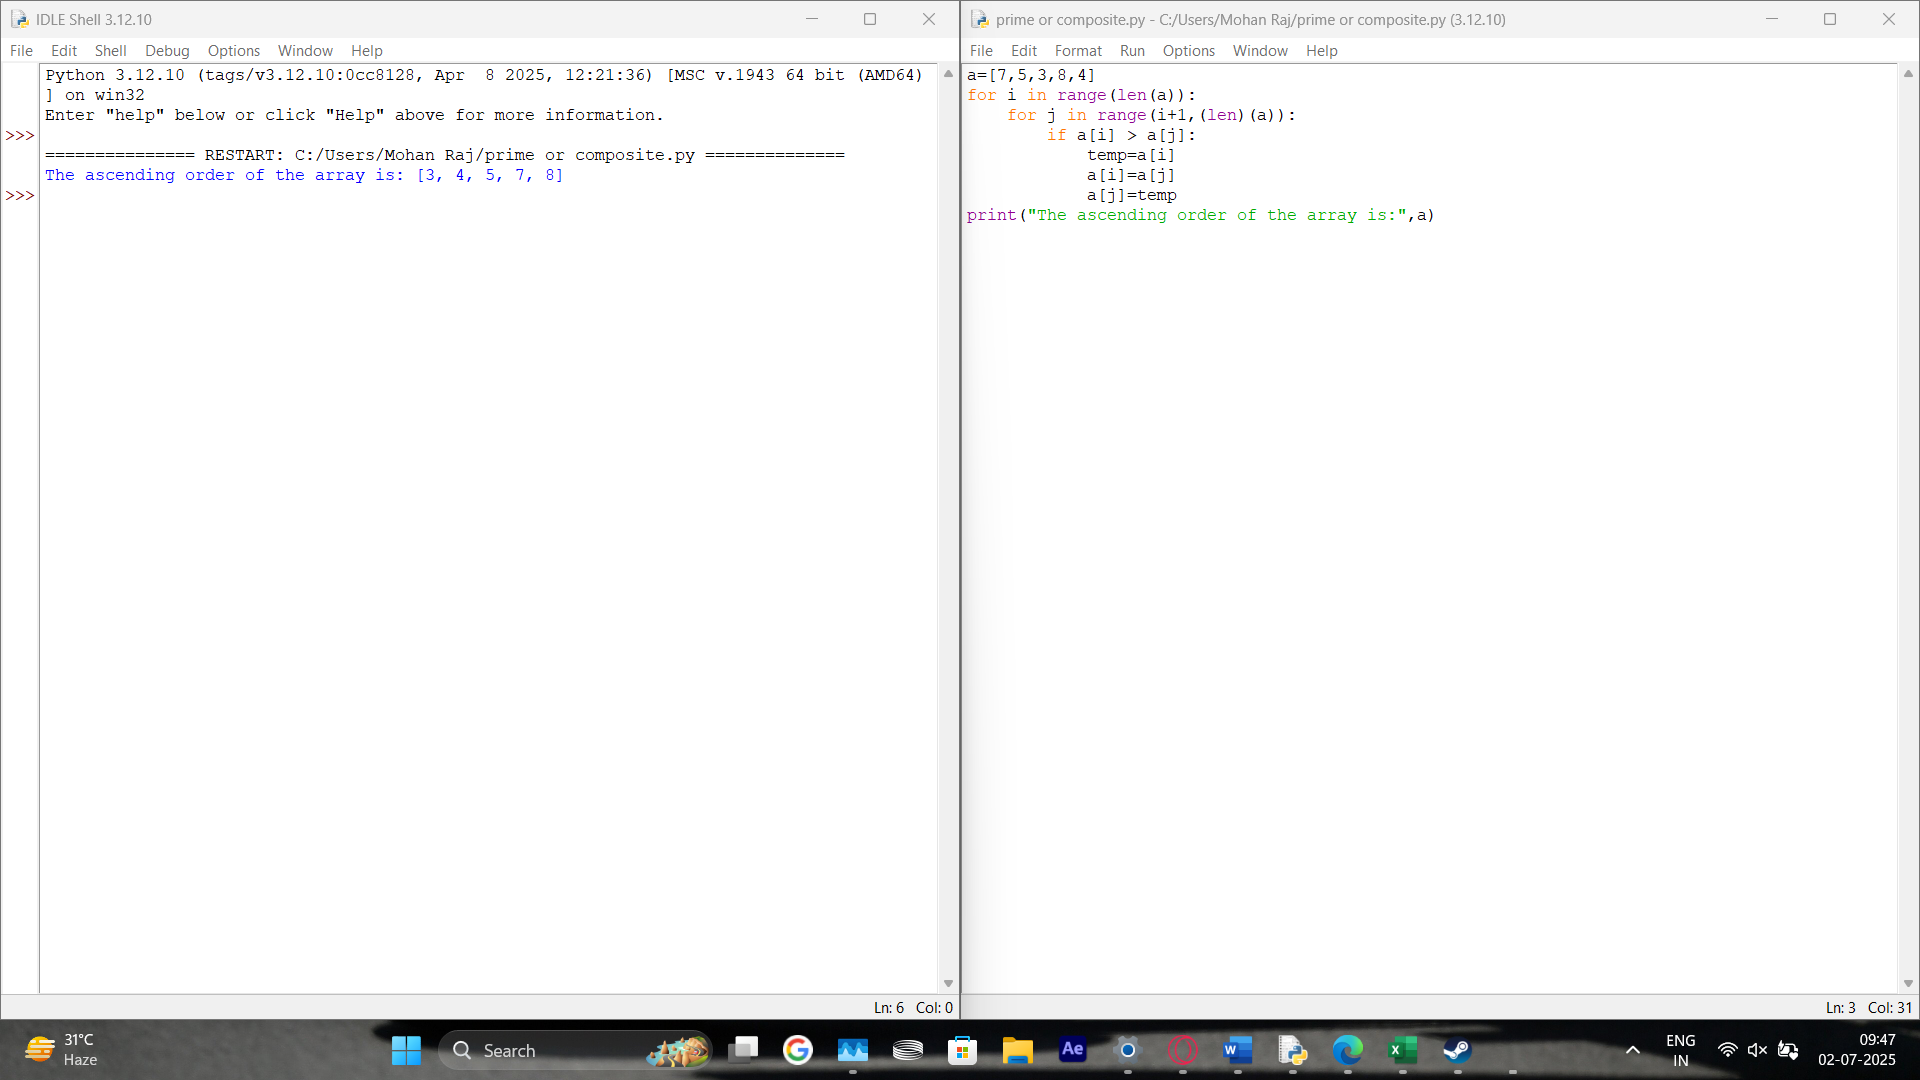 IDLE Shell 3.12.10
File Edit Shell Debug Options Window Help
Python 3.12.10 (tags/v3.12.10:0cc8128, Apr  8 2025, 12:21:36) [MSC v.1943 64 bit (AMD64)
] on win32
Enter "help" below or click "Help" above for more information.
>>>
=============== RESTART: C:/Users/Mohan Raj/prime or composite.py ==============
The ascending order of the array is: [3, 4, 5, 7, 8]
>>>
Ln: 6 Col: 0
prime or composite.py - C:/Users/Mohan Raj/prime or composite.py (3.12.10)
File Edit Format Run Options Window Help
a=[7,5,3,8,4]
for i in range(len(a)):
    for j in range(i+1,(len)(a)):
        if a[i] > a[j]:
            temp=a[i]
            a[i]=a[j]
            a[j]=temp
print("The ascending order of the array is:",a)
Ln: 3 Col: 31
31°C
Haze
Search
Ae
ENG
IN
09:47
02-07-2025